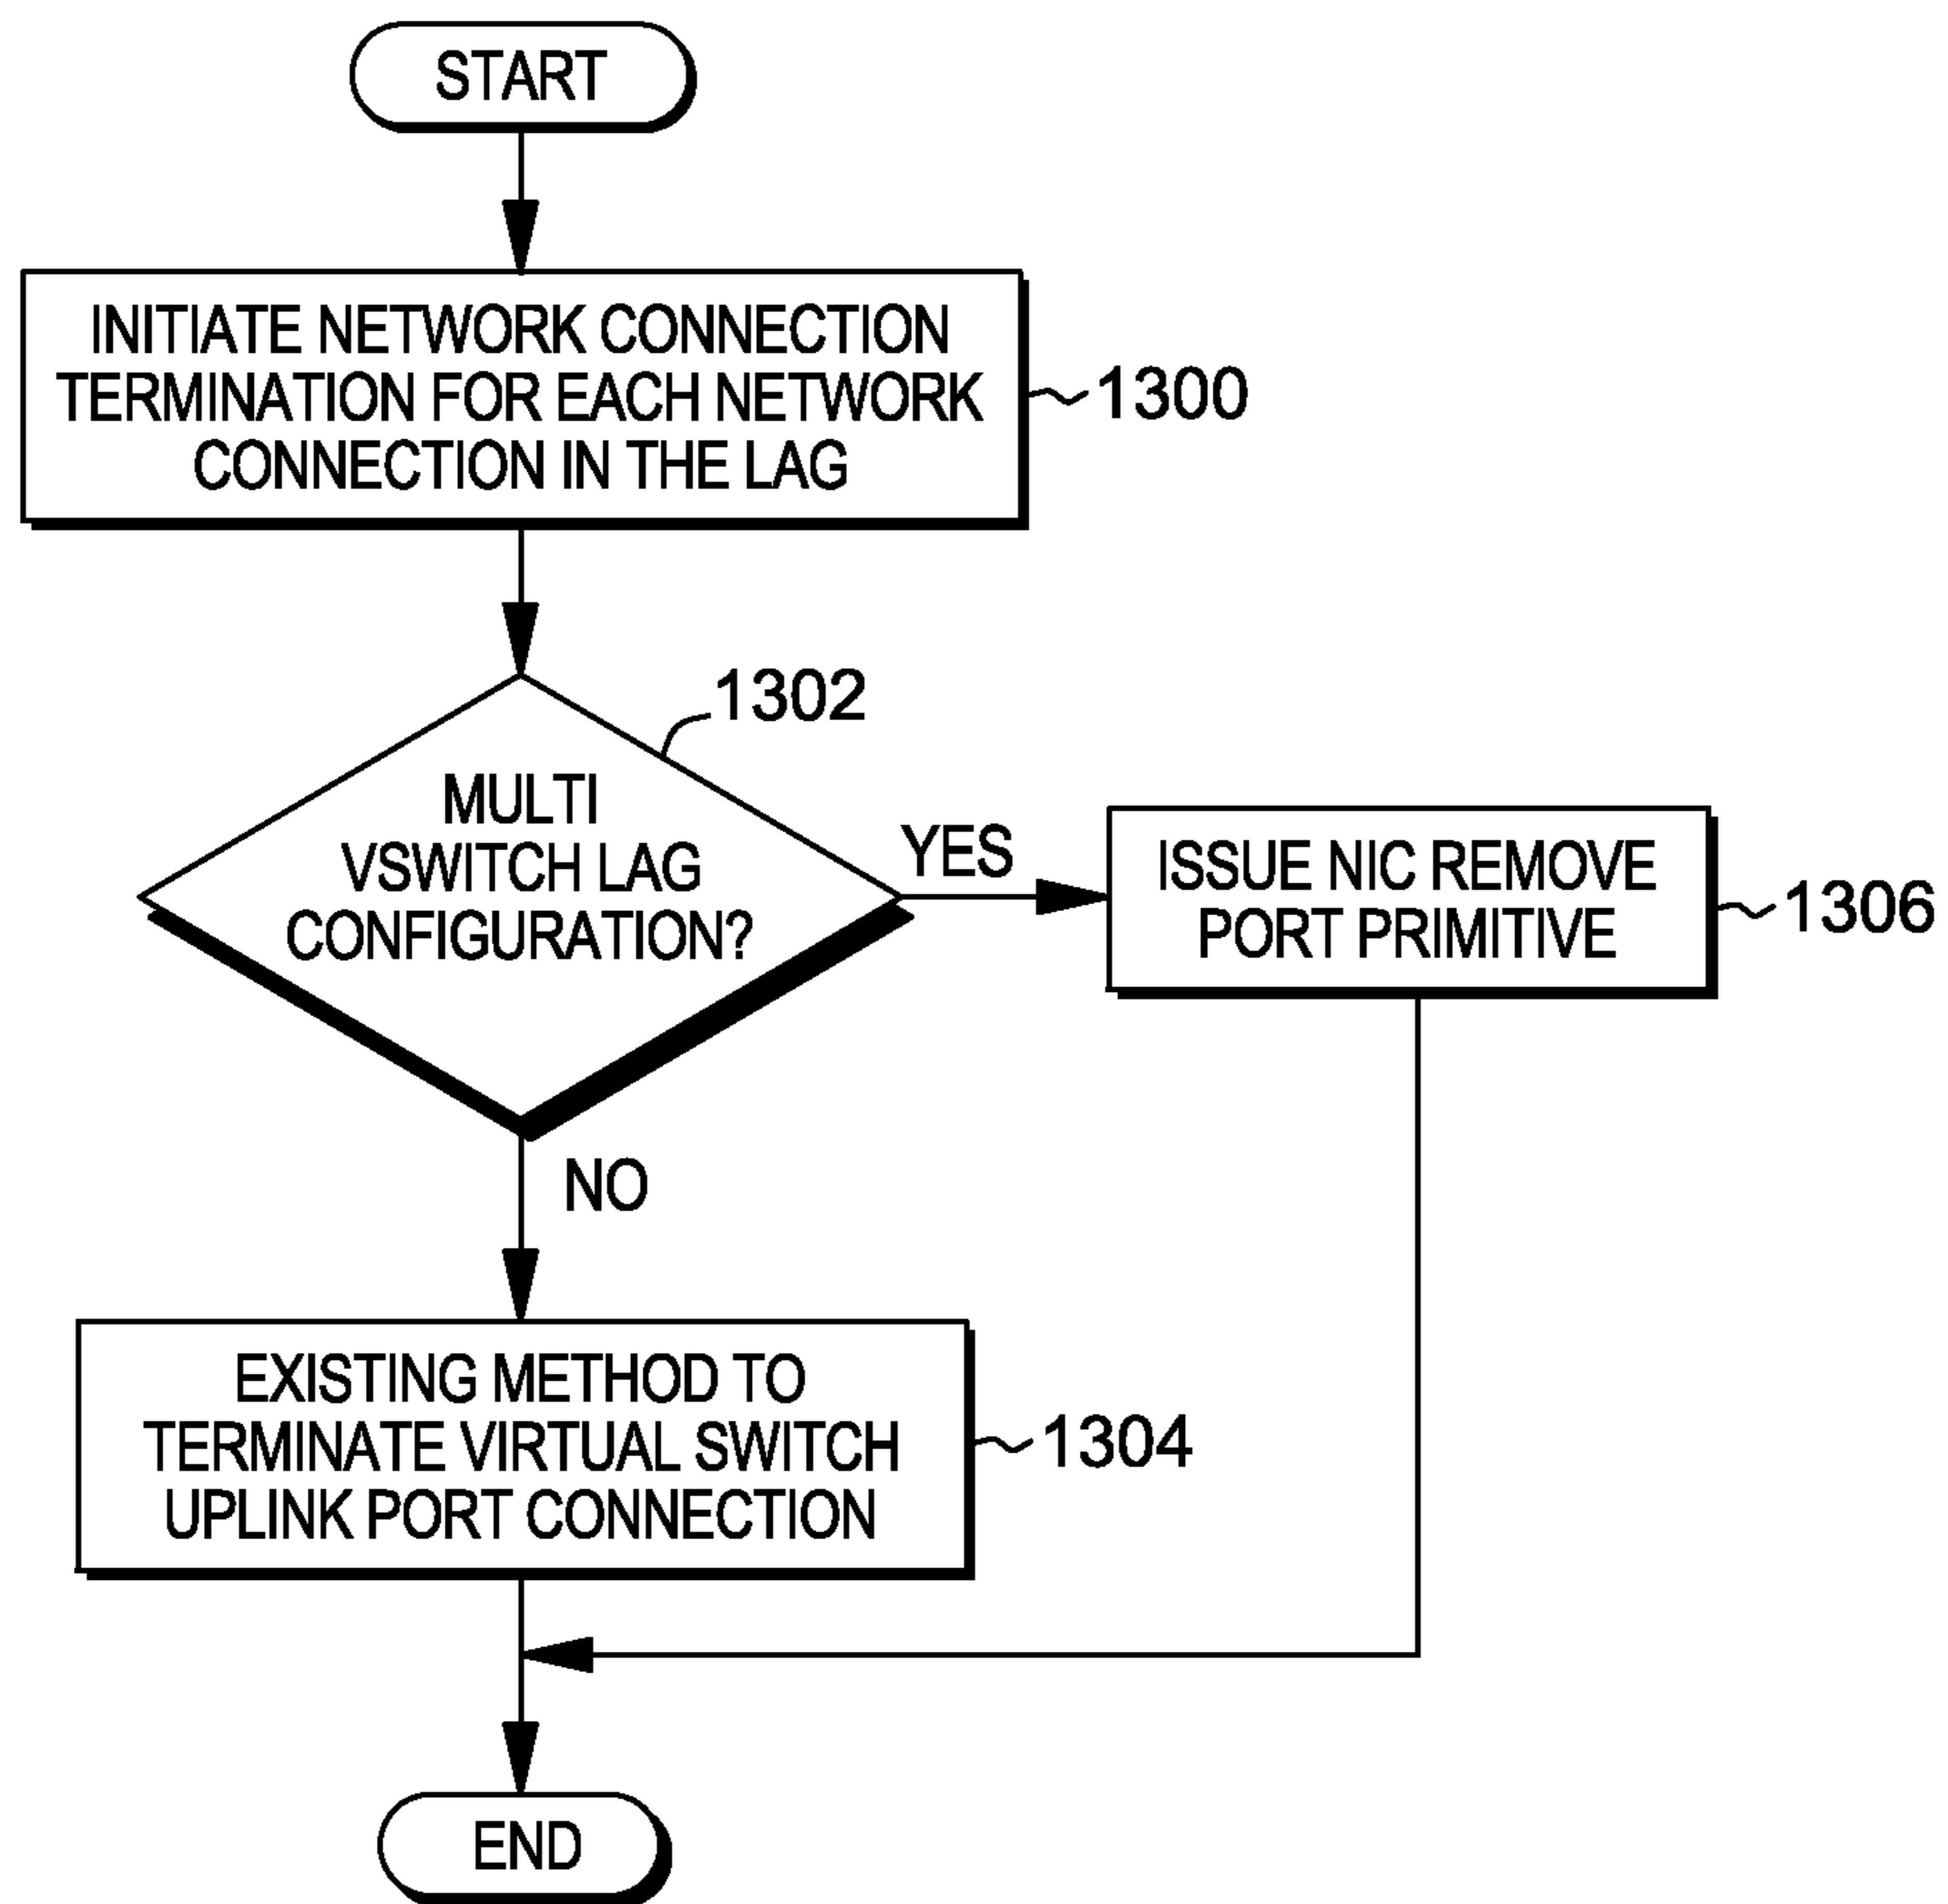 START
INITIATE NETWORK CONNECTION
TERMINATION FOR EACH NETWORK
CONNECTION IN THE LAG
1300
1302
MULTI
VSWITCH LAG
CONFIGURATION?
YES
ISSUE NIC REMOVE
PORT PRIMITIVE
1306
NO
EXISTING METHOD TO
TERMINATE VIRTUAL SWITCH
UPLINK PORT CONNECTION
1304
END